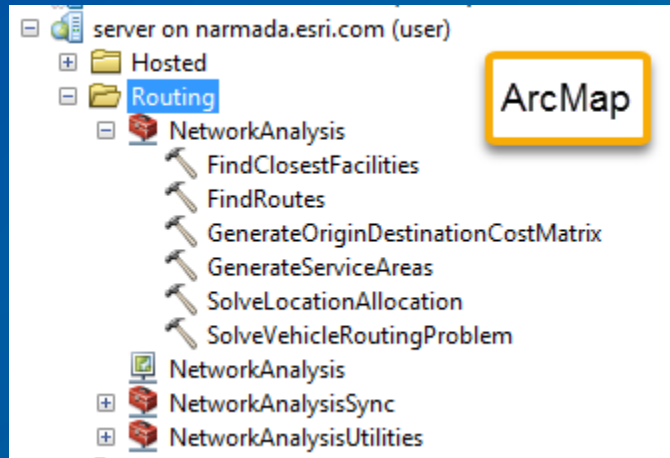 server on narmada.esri.com (user)
Hosted
Routing
ArcMap
NetworkAnalysis
FindClosestFacilities
FindRoutes
GenerateOriginDestinationCostMatrix
GenerateServiceAreas
SolveLocationAllocation
SolveVehicleRoutingProblem
NetworkAnalysis
NetworkAnalysisSync
NetworkAnalysisUtilities